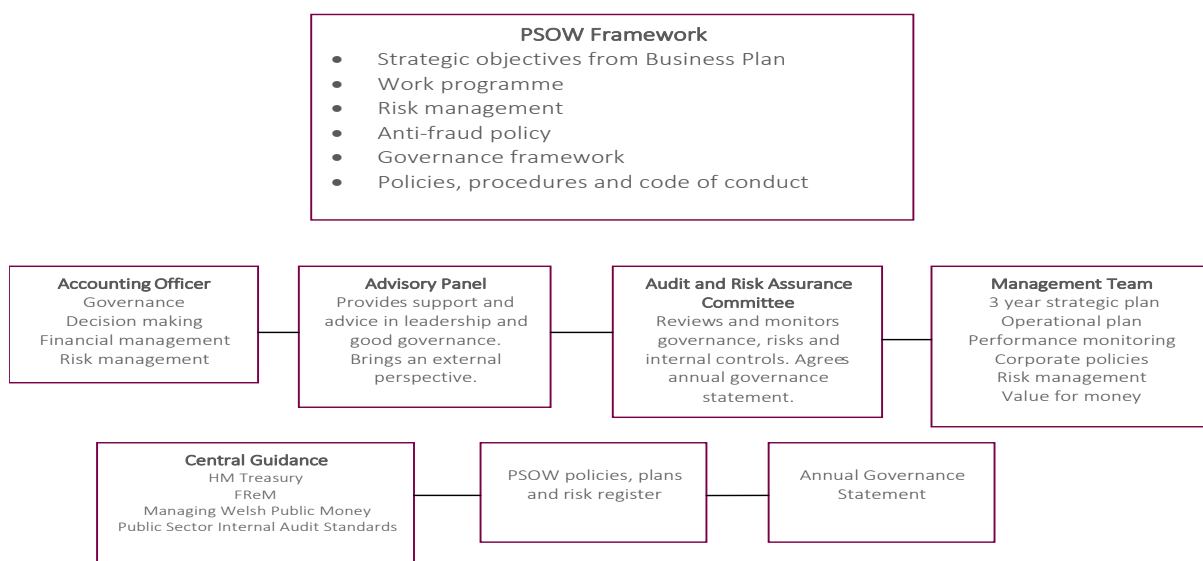 PSOW Framework
• Strategic objectives from Business Plan
• Work programme
• Risk management
• Anti-fraud policy
• Governance framework
• Policies, procedures and code of conduct
Accounting Officer
Governance
Decision making
Financial management
Risk management
Advisory Panel
Provides support and
advice in leadership and
good governance.
Brings an external
perspective.
Audit and Risk Assurance
Committee
Reviews and monitors
governance, risks and
internal controls. Agrees
annual governance
statement.
Management Team
3 year strategic plan
Operational plan
Performance monitoring
Corporate policies
Risk management
Value for money
Central Guidance
HM Treasury
FReM
Managing Welsh Public Money
Public Sector Internal Audit Standards
PSOW policies, plans
and risk register
Annual Governance
Statement